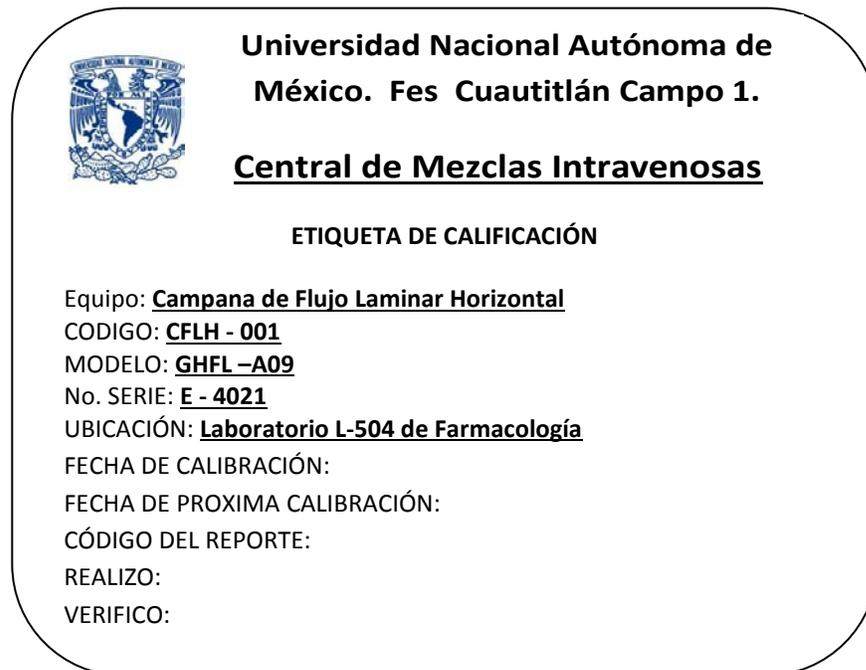 Universidad Nacional Autónoma de
México. Fes Cuautitlán Campo 1.
Central de Mezclas Intravenosas
ETIQUETA DE CALIFICACIÓN
Equipo: Campana de Flujo Laminar Horizontal
CODIGO: CFLH - 001
MODELO: GHFL –A09
No. SERIE: E - 4021
UBICACIÓN: Laboratorio L-504 de Farmacología
FECHA DE CALIBRACIÓN:
FECHA DE PROXIMA CALIBRACIÓN:
CÓDIGO DEL REPORTE:
REALIZO:
VERIFICO: